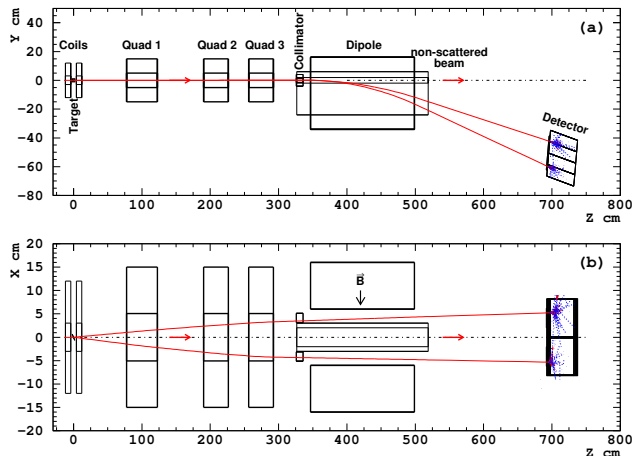 (a)
Y cm
Coils
Quad 1
Quad 2
Quad 3
Collimator
Dipole
non-scattered
beam
Target
Detector
40
20
0
-20
-40
-60
-80
0 100 200 300 400 500 600 700 800
Z cm
(b)
X cm
B
20
15
10
5
0
-5
-10
-15
-20
0 100 200 300 400 500 600 700 800
Z cm